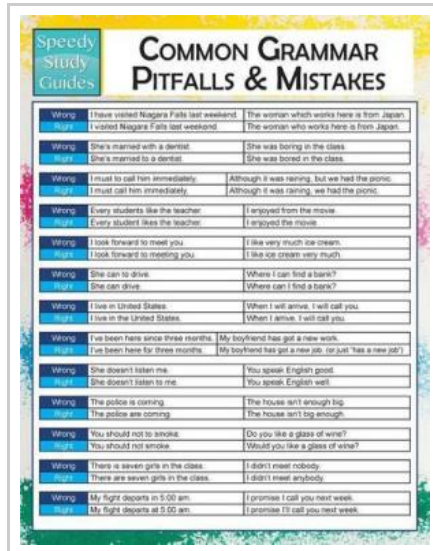 Speedy
Study
Guides
COMMON GRAMMAR
PITFALLS & MISTAKES
Wrong I have visited Niagara Falls last weekend. The woman which works here is from Japan.
Right I visited Niagara Falls last weekend. The woman who works here is from Japan.
Wrong She's married with a dentist. She was boring in the class.
Right She's married to a dentist. She was bored in the class.
Wrong I must to call him immediately. Although it was raining, but we had the picnic.
Right I must call him immediately. Although it was raining, we had the picnic.
Wrong Every students like the teacher. I enjoyed from the movie.
Right Every student likes the teacher. I enjoyed the movie.
Wrong I look forward to meet you. I like very much ice cream.
Right I look forward to meeting you. I like ice cream very much.
Wrong She can to drive. Where I can find a bank?
Right She can drive. Where can I find a bank?
Wrong I live in United States. When I will arrive, I will call you.
Right I live in the United States. When I arrive, I will call you.
Wrong I've been here since three months. My boyfriend has got a new work.
Right I've been here for three months. My boyfriend has got a new job. (or just "has a new job")
Wrong She doesn't listen me. You speak English good.
Right She doesn't listen to me. You speak English well.
Wrong The police is coming. The house isn't enough big.
Right The police are coming. The house isn't big enough.
Wrong You should not to smoke. Do you like a glass of wine?
Right You should not smoke. Would you like a glass of wine?
Wrong There is seven girls in the class. I didn't meet nobody.
Right There are seven girls in the class. I didn't meet anybody.
Wrong My flight departs in 5:00 am. I promise I call you next week.
Right My flight departs at 5:00 am. I promise I'll call you next week.